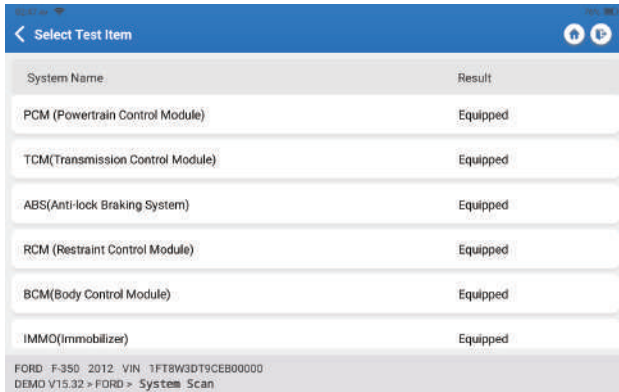 Select Test Item
System Name Result
PCM (Powertrain Control Module) Equipped
TCM(Transmission Control Module) Equipped
ABS(Anti-lock Braking System) Equipped
RCM (Restraint Control Module) Equipped
BCM(Body Control Module) Equipped
IMMO(Immobilizer) Equipped
FORD F-350 2012 VIN 1FT8W3DT9CEB00000
DEMO V15.32 > FORD > System Scan